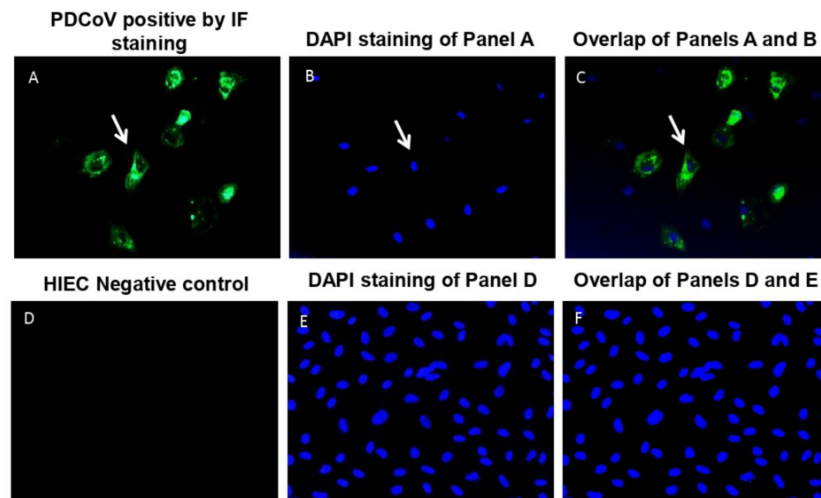 PDCoV positive by IF
staining
DAPI staining of Panel A
Overlap of Panels A and B
A
B
C
HIEC Negative control
DAPI staining of Panel D
Overlap of Panels D and E
D
E
F